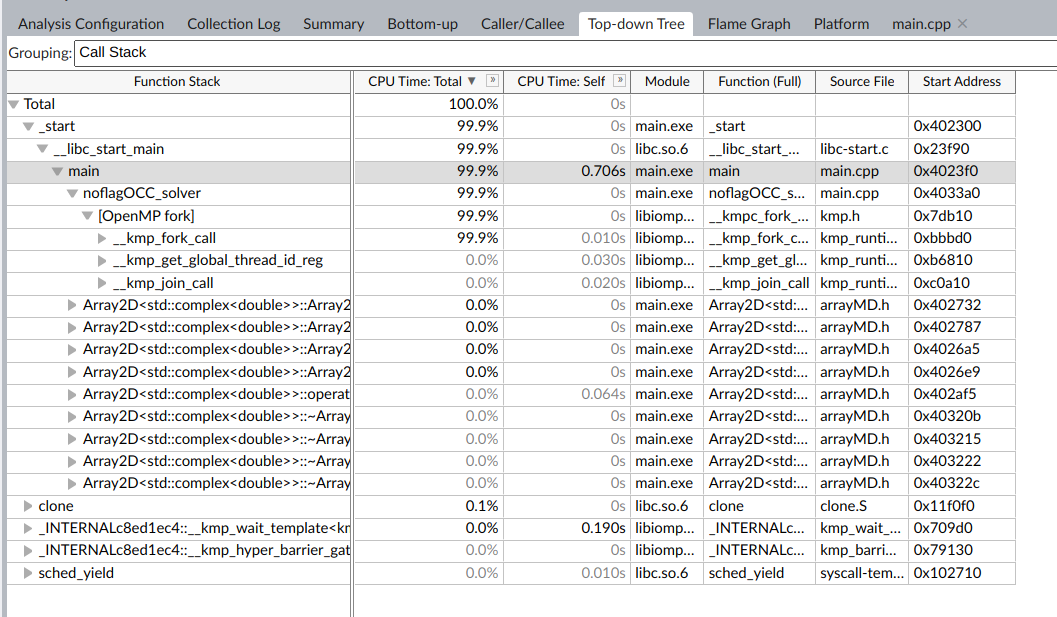 Analysis Configuration Collection Log Summary Bottom-up Caller/Callee Top-down Tree Flame Graph Platform main.cpp ×
Grouping: Call Stack
Function Stack CPU Time: Total ▼ » CPU Time: Self » Module Function (Full) Source File Start Address
Total 100.0% 0s
_start 99.9% 0s main.exe _start 0x402300
__libc_start_main 99.9% 0s libc.so.6 __libc_start_... libc-start.c 0x23f90
main 99.9% 0.706s main.exe main main.cpp 0x4023f0
noflagOCC_solver 99.9% 0s main.exe noflagOCC_s... main.cpp 0x4033a0
[OpenMP fork] 99.9% 0s libiomp... __kmpc_fork_... kmp.h 0x7db10
__kmp_fork_call 99.9% 0.010s libiomp... __kmp_fork_c... kmp_runti... 0xbbbd0
__kmp_get_global_thread_id_reg 0.0% 0.030s libiomp... __kmp_get_gl... kmp_runti... 0xb6810
__kmp_join_call 0.0% 0.020s libiomp... __kmp_join_call kmp_runti... 0xc0a10
Array2D<std::complex<double>>::Array2 0.0% 0s main.exe Array2D<std:... arrayMD.h 0x402732
Array2D<std::complex<double>>::Array2 0.0% 0s main.exe Array2D<std:... arrayMD.h 0x402787
Array2D<std::complex<double>>::Array2 0.0% 0s main.exe Array2D<std:... arrayMD.h 0x4026a5
Array2D<std::complex<double>>::Array2 0.0% 0s main.exe Array2D<std:... arrayMD.h 0x4026e9
Array2D<std::complex<double>>::operat 0.0% 0.064s main.exe Array2D<std:... arrayMD.h 0x402af5
Array2D<std::complex<double>>::~Array 0.0% 0s main.exe Array2D<std:... arrayMD.h 0x40320b
Array2D<std::complex<double>>::~Array 0.0% 0s main.exe Array2D<std:... arrayMD.h 0x403215
Array2D<std::complex<double>>::~Array 0.0% 0s main.exe Array2D<std:... arrayMD.h 0x403222
Array2D<std::complex<double>>::~Array 0.0% 0s main.exe Array2D<std:... arrayMD.h 0x40322c
clone 0.1% 0s libc.so.6 clone clone.S 0x11f0f0
_INTERNALc8ed1ec4::__kmp_wait_template<kr 0.0% 0.190s libiomp... _INTERNALc... kmp_wait_... 0x709d0
_INTERNALc8ed1ec4::__kmp_hyper_barrier_gat 0.0% 0s libiomp... _INTERNALc... kmp_barri... 0x79130
sched_yield 0.0% 0.010s libc.so.6 sched_yield syscall-tem... 0x102710